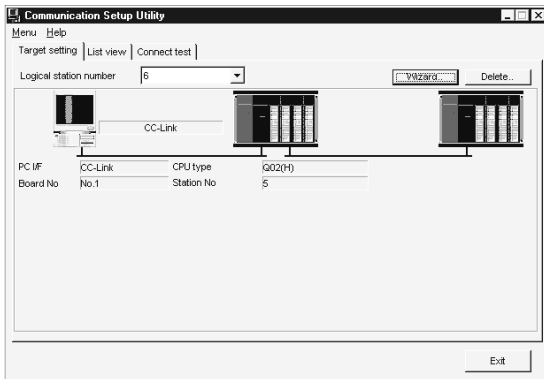 Communication Setup Utility
Menu Help
Target setting List view Connect test
Logical station number 6 Wizard... Delete..
CC-Link
PC I/F CC-Link CPU type Q02(H)
Board No No.1 Station No 5
Exit